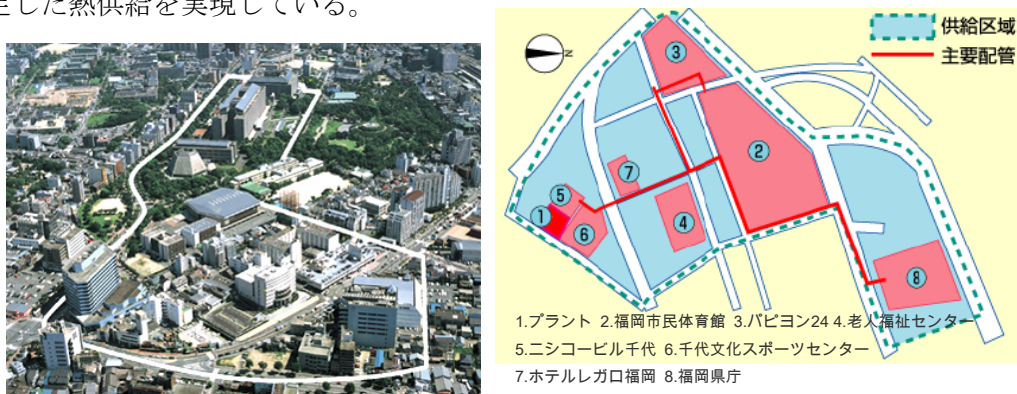 した熱供給を実現している。
供給区域
主要配管
N
3
2
7
5
1
6
4
8
1.プラント 2.福岡市民体育館 3.パピヨン24 4.老人福祉センター
5.ニシコービル千代 6.千代文化スポーツセンター
7.ホテルレガロ福岡 8.福岡県庁